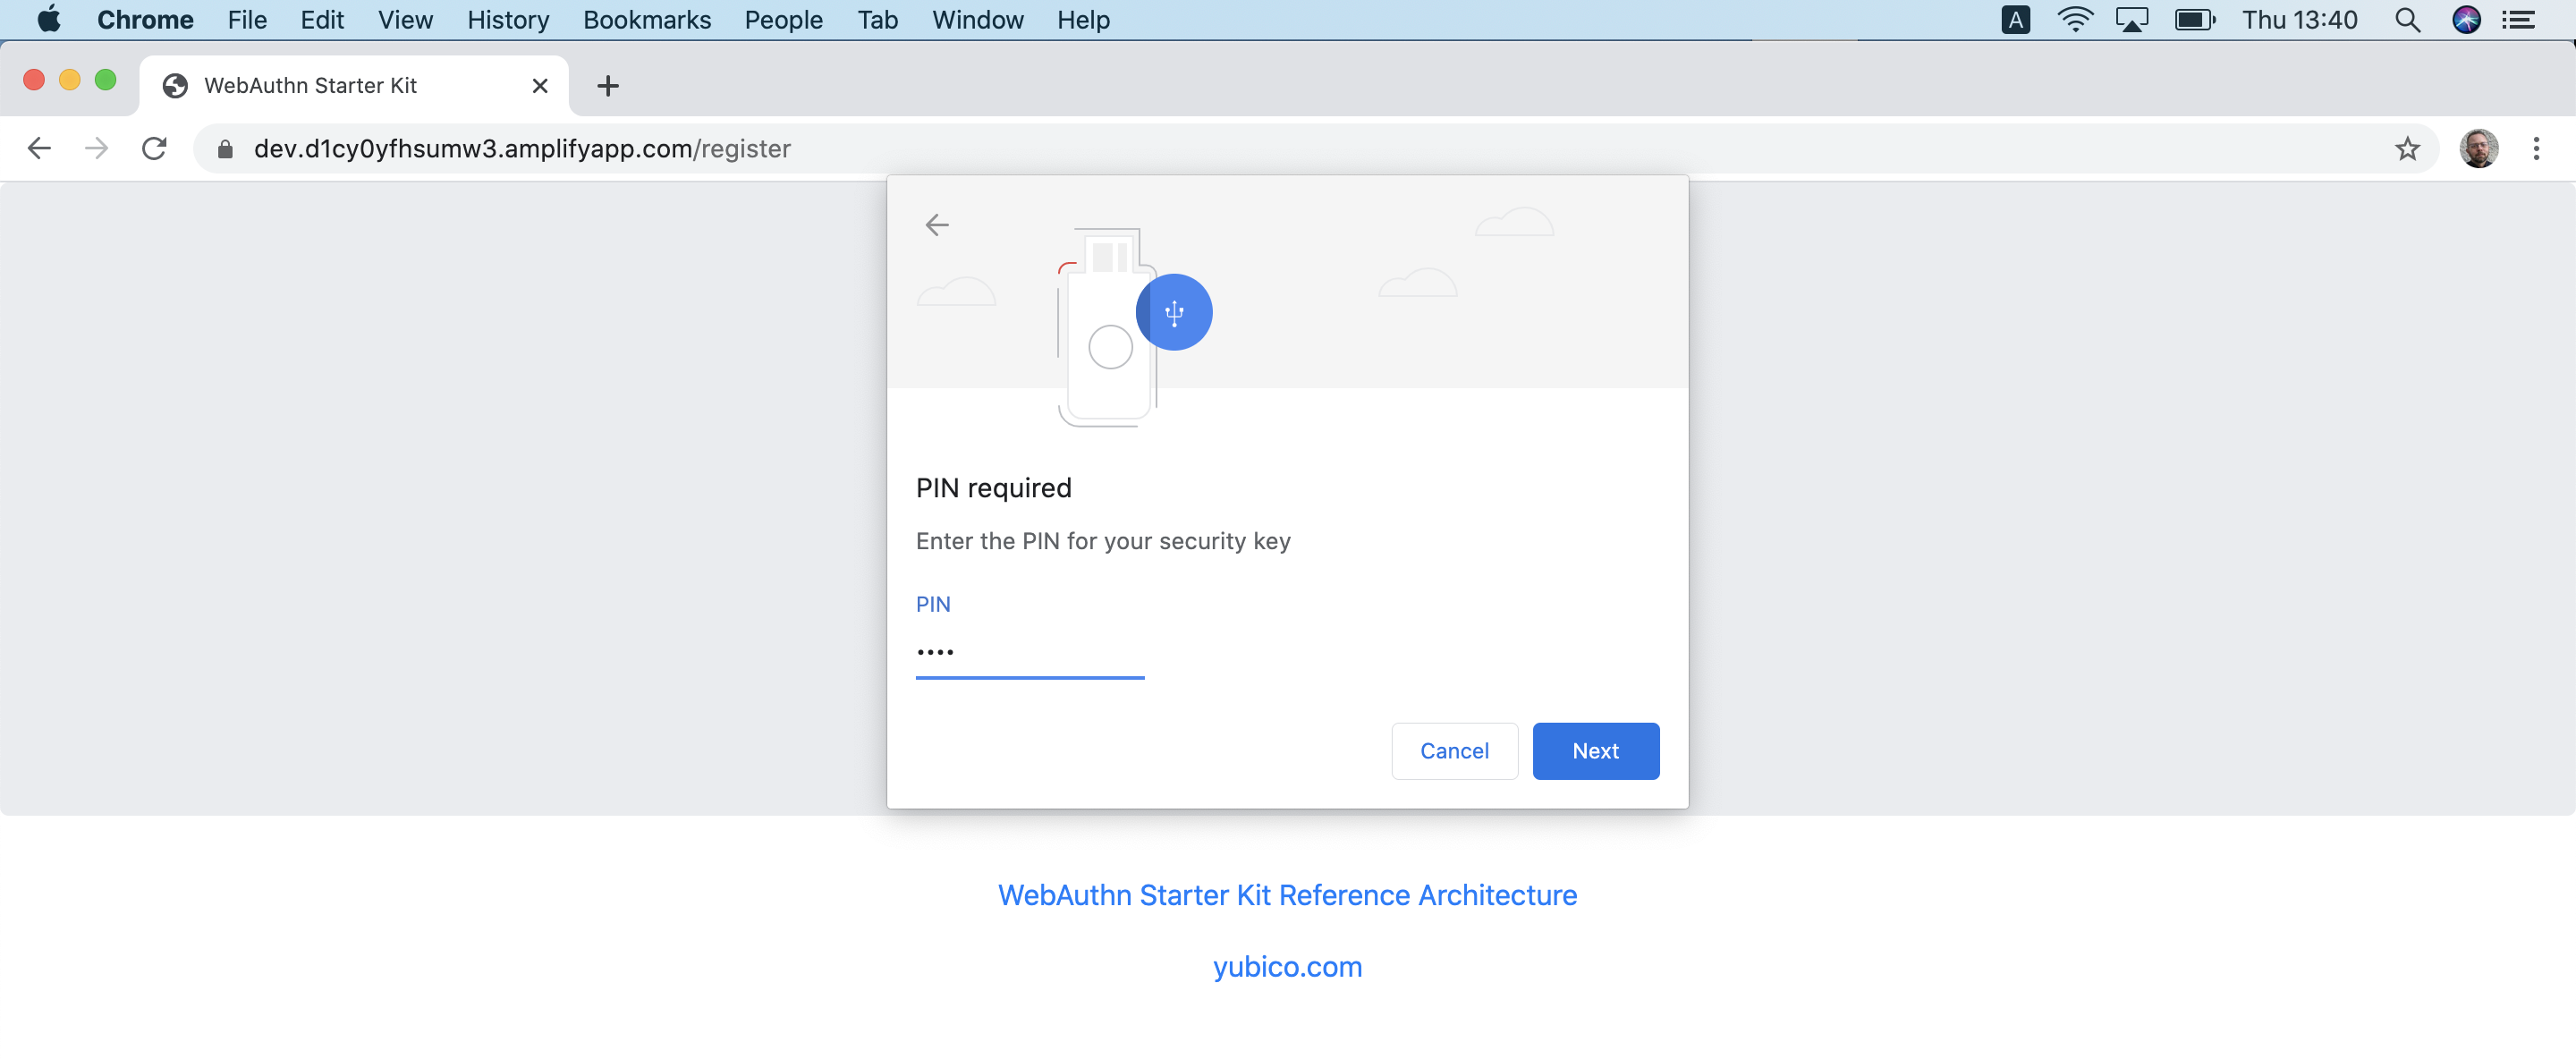 Chrome File Edit View History Bookmarks People Tab Window Help A Thu 13:40
WebAuthn Starter Kit
dev.d1cy0yfhsumw3.amplifyapp.com/register
PIN required
Enter the PIN for your security key
PIN
••••
Cancel Next
WebAuthn Starter Kit Reference Architecture
yubico.com